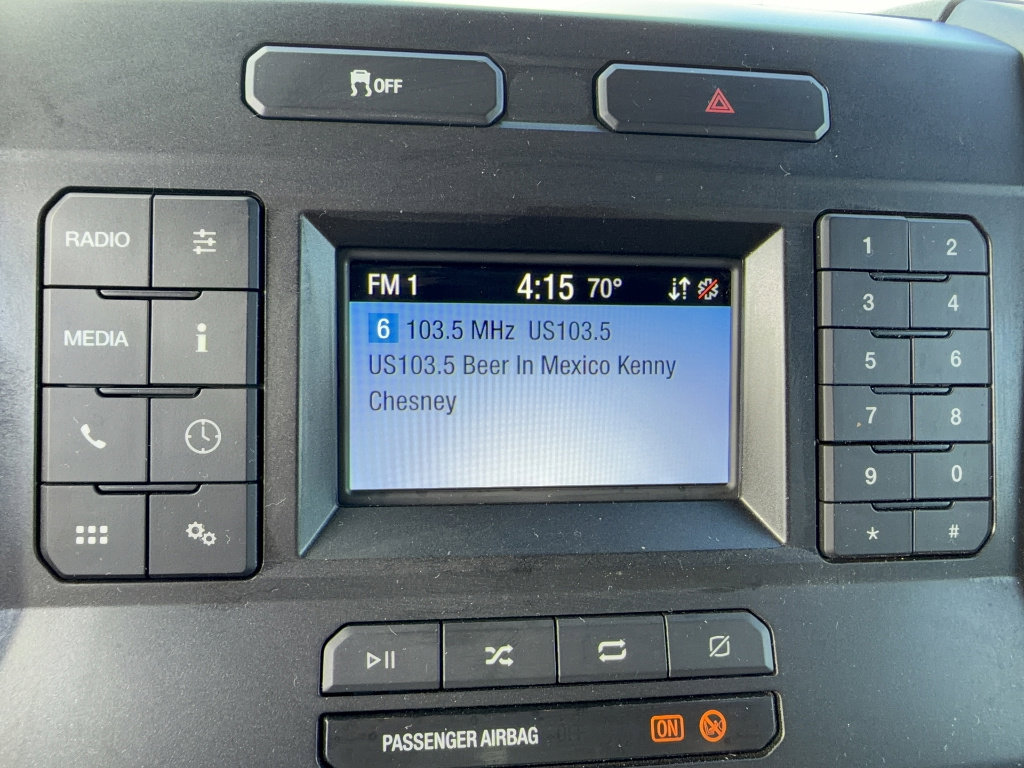 OFF
RADIO
MEDIA
FM 1 4:15 70°
6 103.5 MHz US103.5
US103.5 Beer In Mexico Kenny
Chesney
1 2
3 4
5 6
7 8
9 0
* #
PASSENGER AIRBAG OFF ON